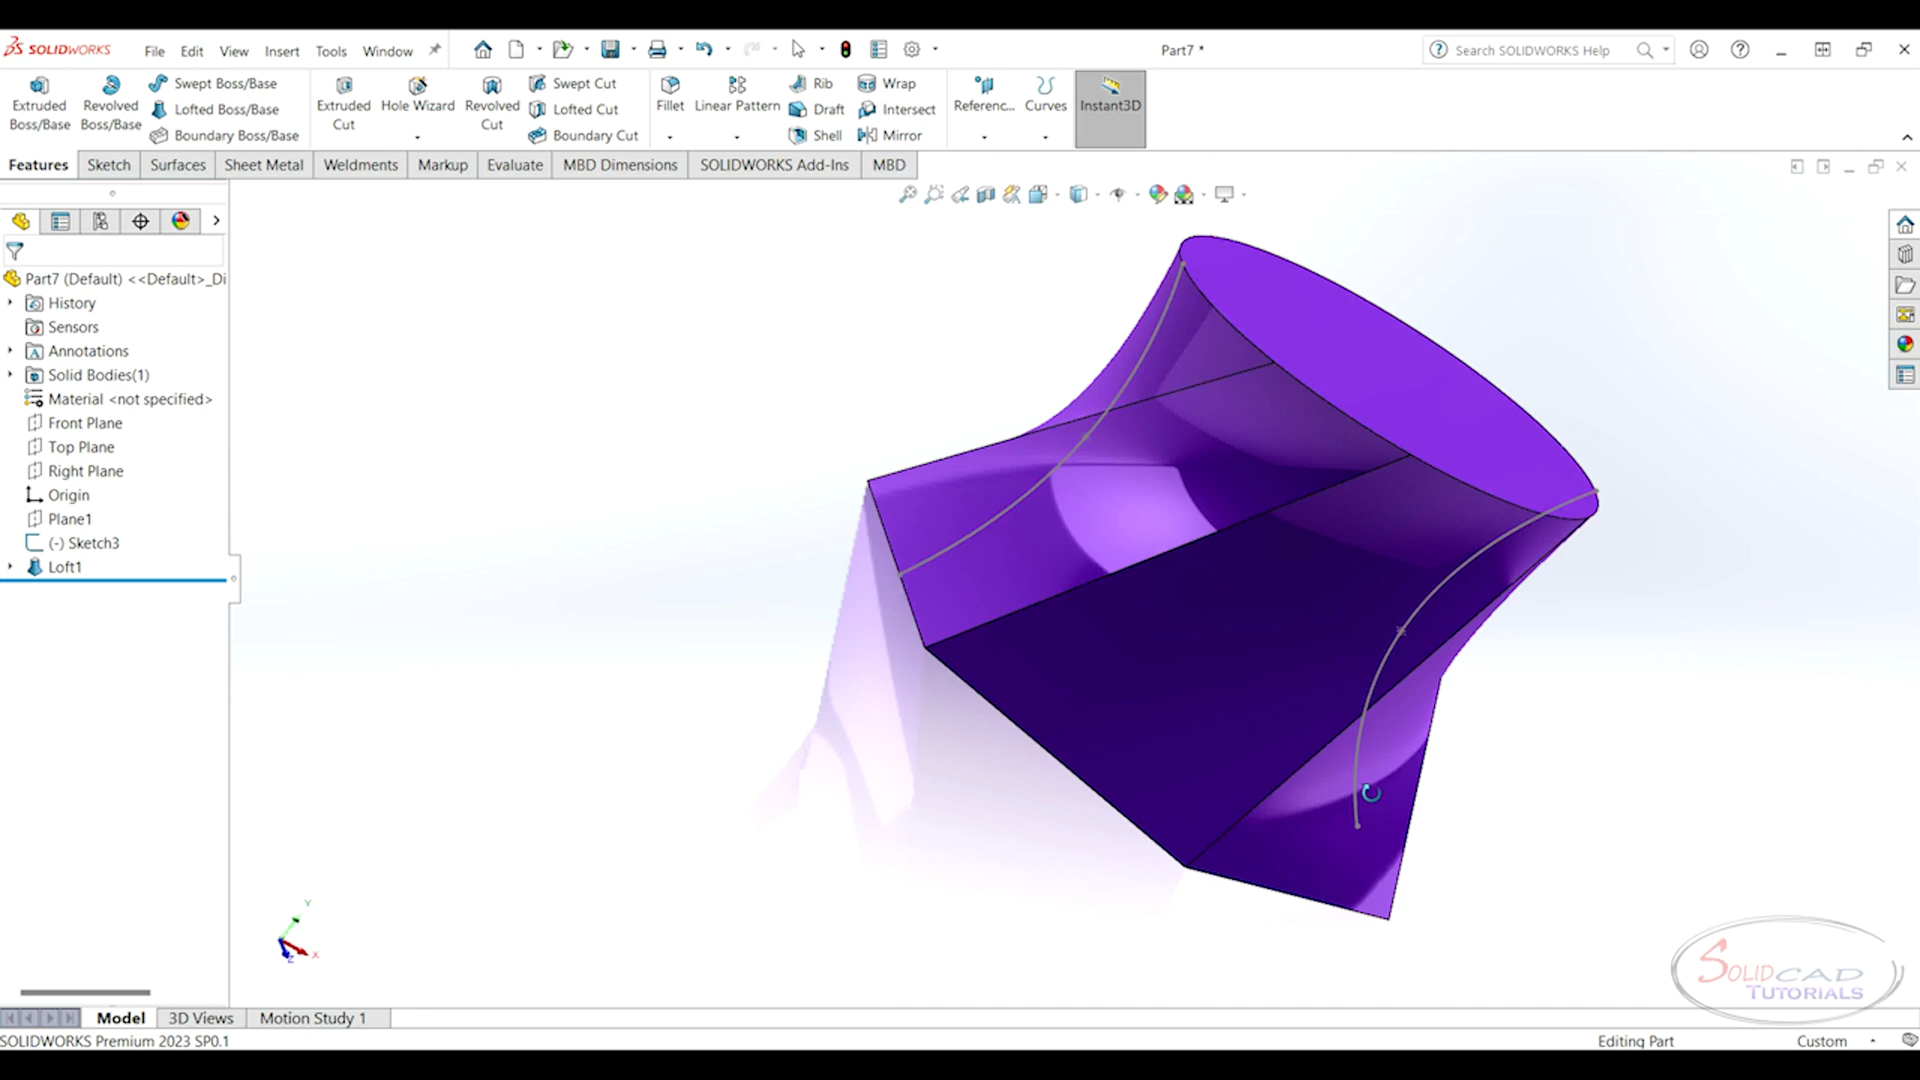 SOLIDWORKS File Edit View Insert Tools Window Part7 * Search SOLIDWORKS Help
Extruded Boss/Base
Revolved Boss/Base
Swept Boss/Base
Lofted Boss/Base
Boundary Boss/Base
Extruded Cut
Hole Wizard
Revolved Cut
Swept Cut
Lofted Cut
Boundary Cut
Fillet
Linear Pattern
Rib
Draft
Shell
Wrap
Intersect
Mirror
Referenc...
Curves
Instant3D
Features Sketch Surfaces Sheet Metal Weldments Markup Evaluate MBD Dimensions SOLIDWORKS Add-Ins MBD
Part7 (Default) <<Default>_Di
History
Sensors
Annotations
Solid Bodies(1)
Material <not specified>
Front Plane
Top Plane
Right Plane
Origin
Plane1
(-) Sketch3
Loft1
Y
X
Z
SOLIDCAD
TUTORIALS
Model 3D Views Motion Study 1
SOLIDWORKS Premium 2023 SP0.1 Editing Part Custom